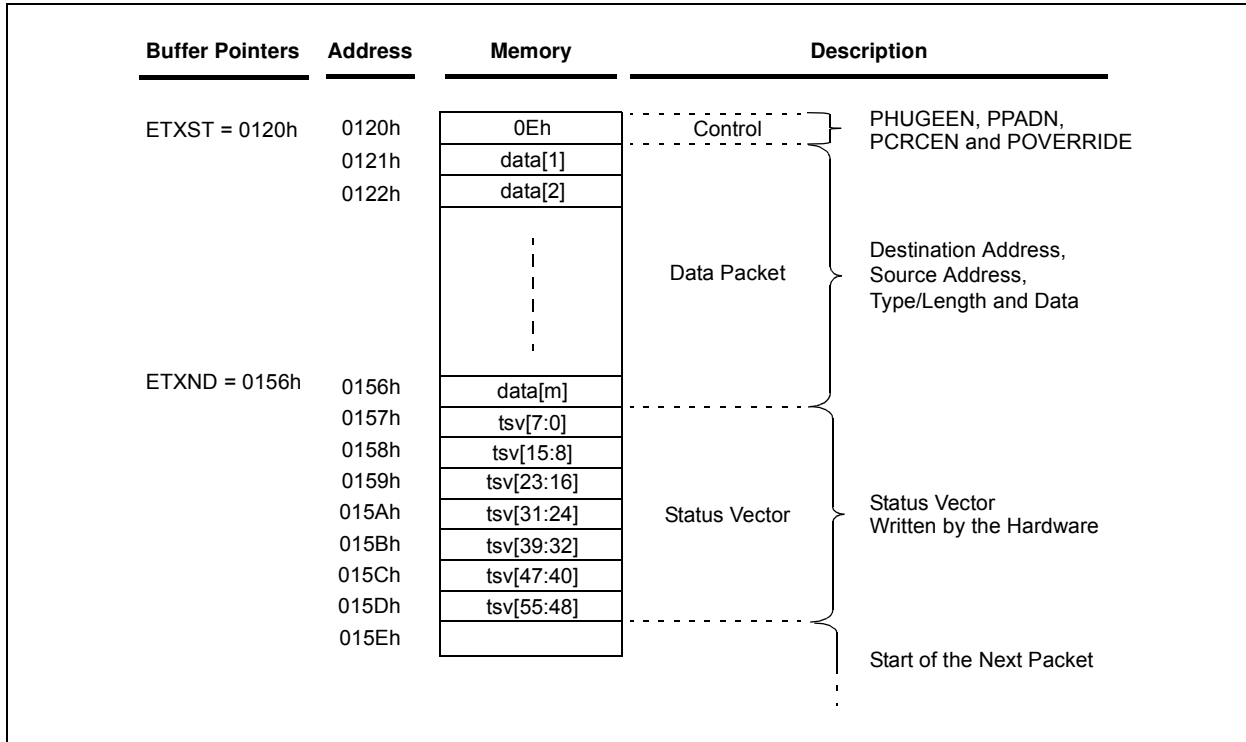 Buffer Pointers Address Memory Description
ETXST = 0120h 0120h 0Eh Control PHUGEEN, PPADN,
PCRCEN and POVERRIDE
0121h data[1]
0122h data[2]
Data Packet Destination Address,
Source Address,
Type/Length and Data
ETXND = 0156h 0156h data[m]
0157h tsv[7:0]
0158h tsv[15:8]
0159h tsv[23:16]
015Ah tsv[31:24] Status Vector Status Vector
Written by the Hardware
015Bh tsv[39:32]
015Ch tsv[47:40]
015Dh tsv[55:48]
015Eh
Start of the Next Packet